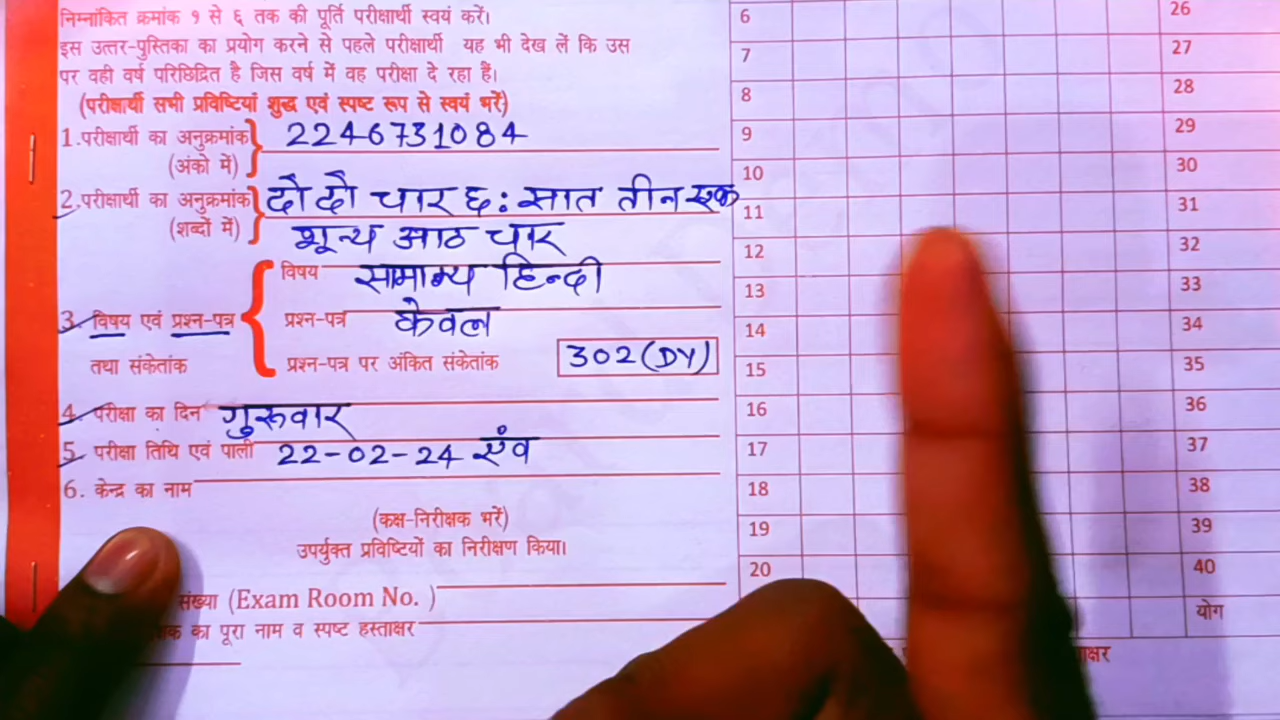 निम्नांकित क्रमांक १ से ६ तक की पूर्ति परीक्षार्थी स्वयं करें।
इस उत्तर-पुस्तिका का प्रयोग करने से पहले परीक्षार्थी यह भी देख लें कि उस
पर वही वर्ष परिछिद्रित है जिस वर्ष में वह परीक्षा दे रहा हैं।
(परीक्षार्थी सभी प्रविष्टियां शुद्ध एवं स्पष्ट रूप से स्वयं भरें)
1.परीक्षार्थी का अनुक्रमांक 2246731084
(अंको में)
2.परीक्षार्थी का अनुक्रमांक दो दो चार छः सात तीन एक
(शब्दों में) शून्य आठ चार
विषय सामान्य हिन्दी
3. विषय एवं प्रश्न-पत्र प्रश्न-पत्र केवल
तथा संकेतांक प्रश्न-पत्र पर अंकित संकेतांक 302(DY)
4. परीक्षा का दिन गुरूवार
5. परीक्षा तिथि एवं पाली 22-02-24 एंव
6. केन्द्र का नाम
(कक्ष-निरीक्षक भरें)
उपर्युक्त प्रविष्टियों का निरीक्षण किया।
संख्या (Exam Room No. )
का पूरा नाम व स्पष्ट हस्ताक्षर
6 26
7 27
8 28
9 29
10 30
11 31
12 32
13 33
14 34
15 35
16 36
17 37
18 38
19 39
20 40
योग